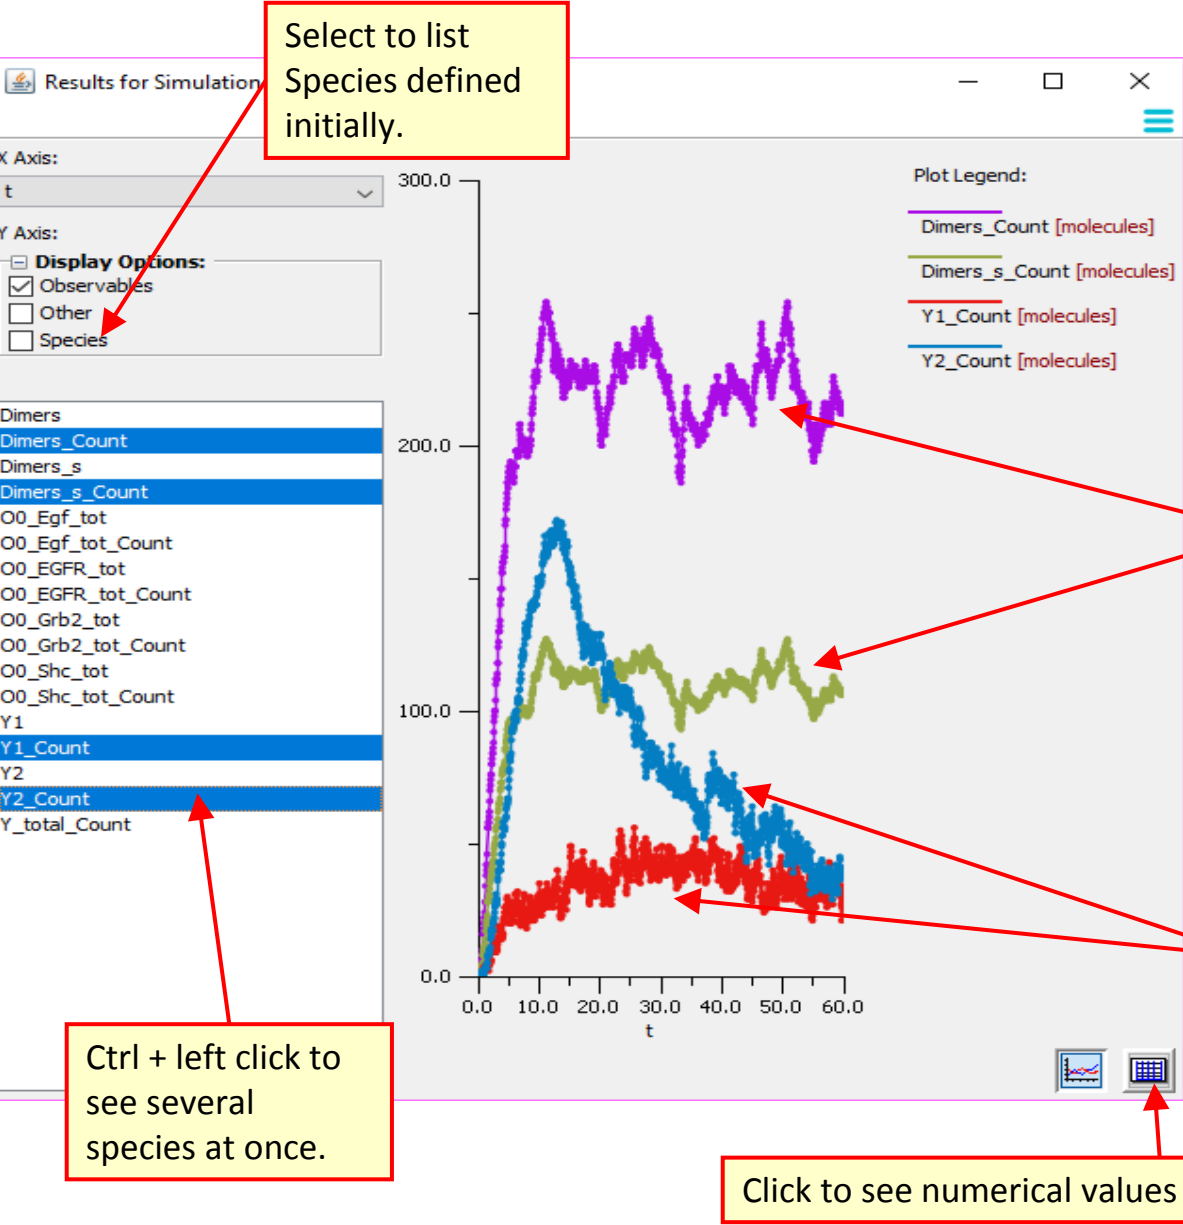 Select to list
Species defined
initially.
Results for Simulation
X Axis:
t
Y Axis:
Display Options:
Observables
Other
Species
Dimers
Dimers_Count
Dimers_s
Dimers_s_Count
O0_Egf_tot
O0_Egf_tot_Count
O0_EGFR_tot
O0_EGFR_tot_Count
O0_Grb2_tot
O0_Grb2_tot_Count
O0_Shc_tot
O0_Shc_tot_Count
Y1
Y1_Count
Y2
Y2_Count
Y_total_Count
300.0
200.0
100.0
0.0
0.0 10.0 20.0 30.0 40.0 50.0 60.0
t
Plot Legend:
Dimers_Count [molecules]
Dimers_s_Count [molecules]
Y1_Count [molecules]
Y2_Count [molecules]
Ctrl + left click to
see several
species at once.
Click to see numerical values